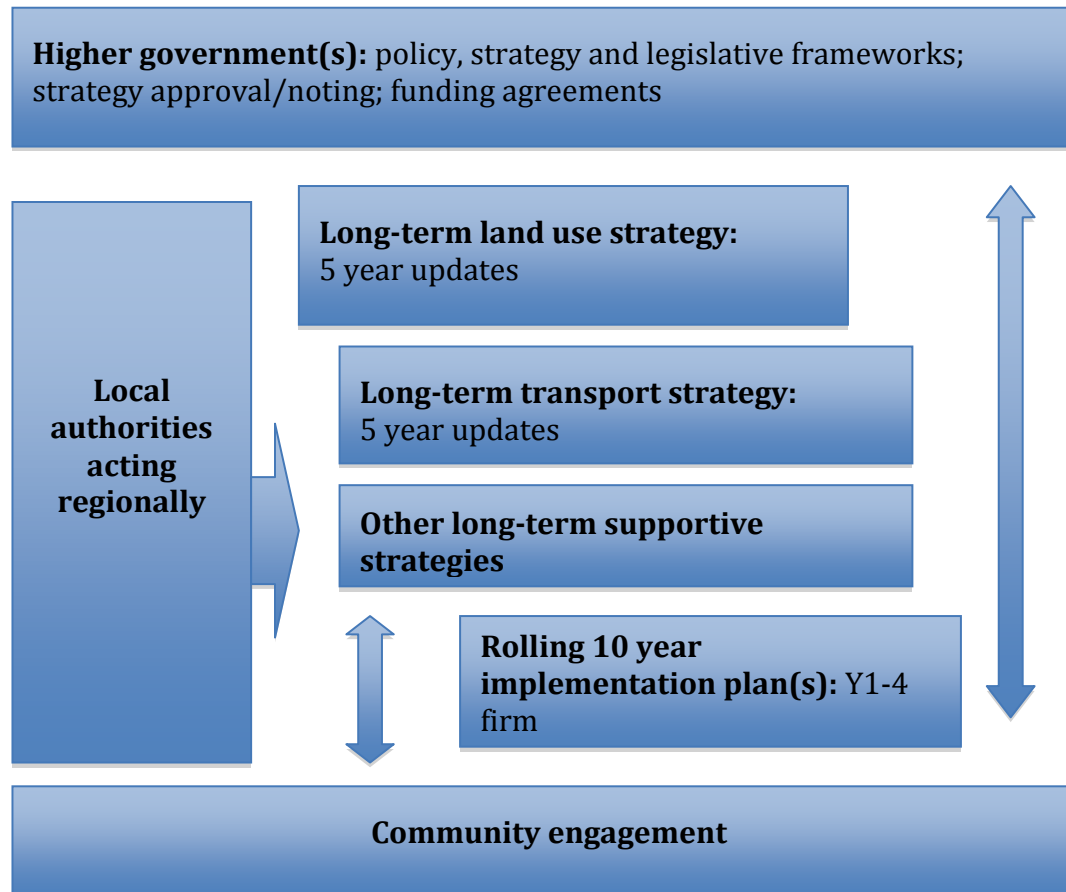 Higher government(s): policy, strategy and legislative frameworks;
strategy approval/noting; funding agreements
Long-term land use strategy:
5 year updates
Local
authorities
acting
regionally
Long-term transport strategy:
5 year updates
Other long-term supportive
strategies
Rolling 10 year
implementation plan(s): Y1-4
firm
Community engagement